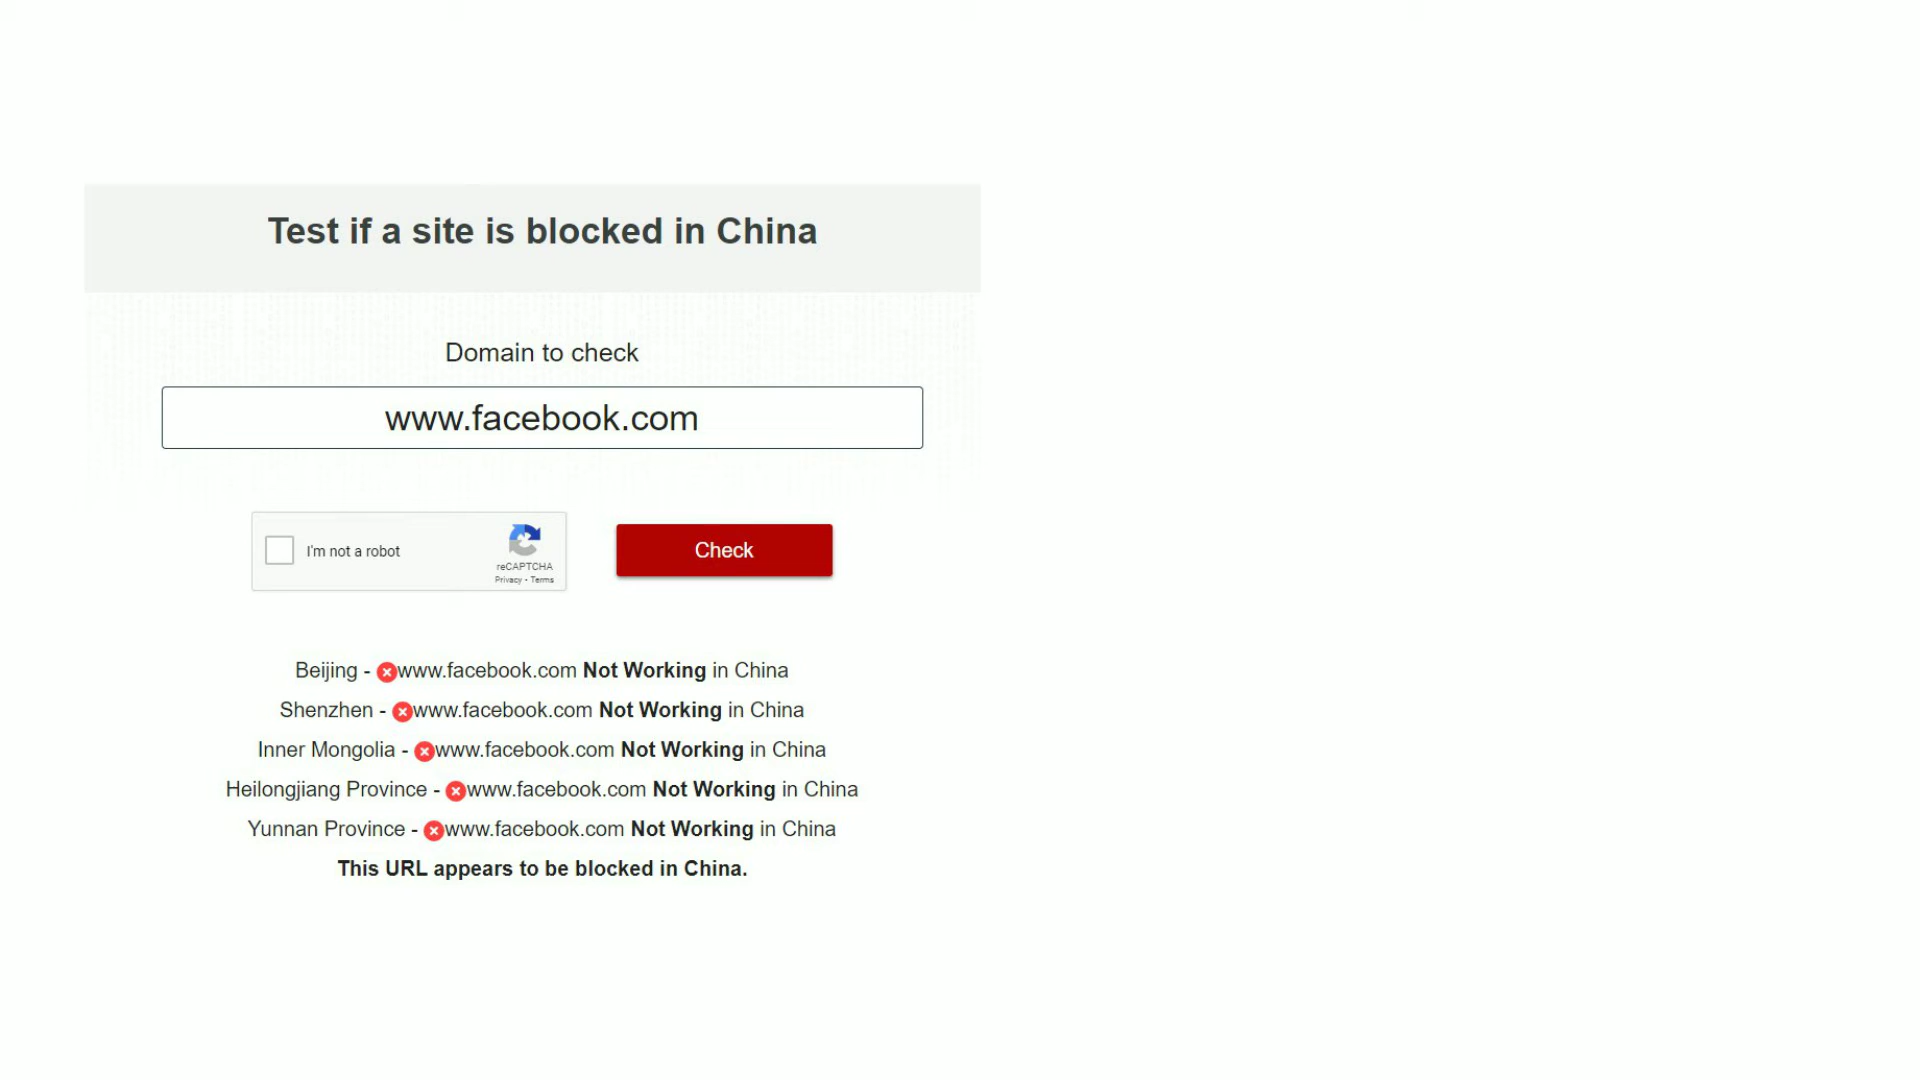 Test if a site is blocked in China
Domain to check
www.facebook.com
I'm not a robot
reCAPTCHA
Privacy - Terms
Check
Beijing - www.facebook.com Not Working in China
Shenzhen - www.facebook.com Not Working in China
Inner Mongolia - www.facebook.com Not Working in China
Heilongjiang Province - www.facebook.com Not Working in China
Yunnan Province - www.facebook.com Not Working in China
This URL appears to be blocked in China.